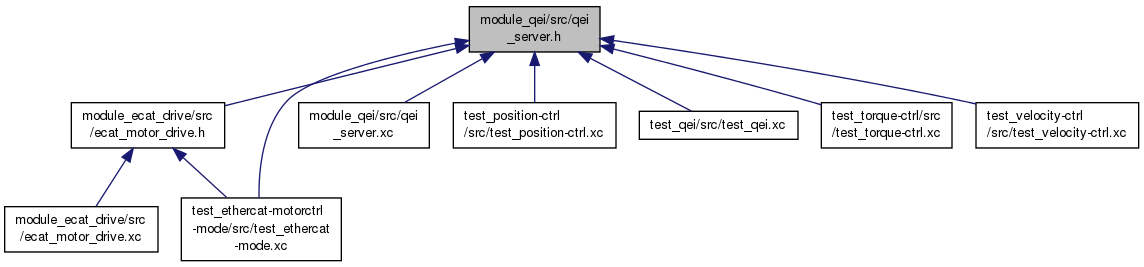 module_qei/src/qei
_server.h
module_ecat_drive/src
/ecat_motor_drive.h
module_qei/src/qei
_server.xc
test_position-ctrl
/src/test_position-ctrl.xc
test_qei/src/test_qei.xc
test_torque-ctrl/src
/test_torque-ctrl.xc
test_velocity-ctrl
/src/test_velocity-ctrl.xc
module_ecat_drive/src
/ecat_motor_drive.xc
test_ethercat-motorctrl
-mode/src/test_ethercat
-mode.xc